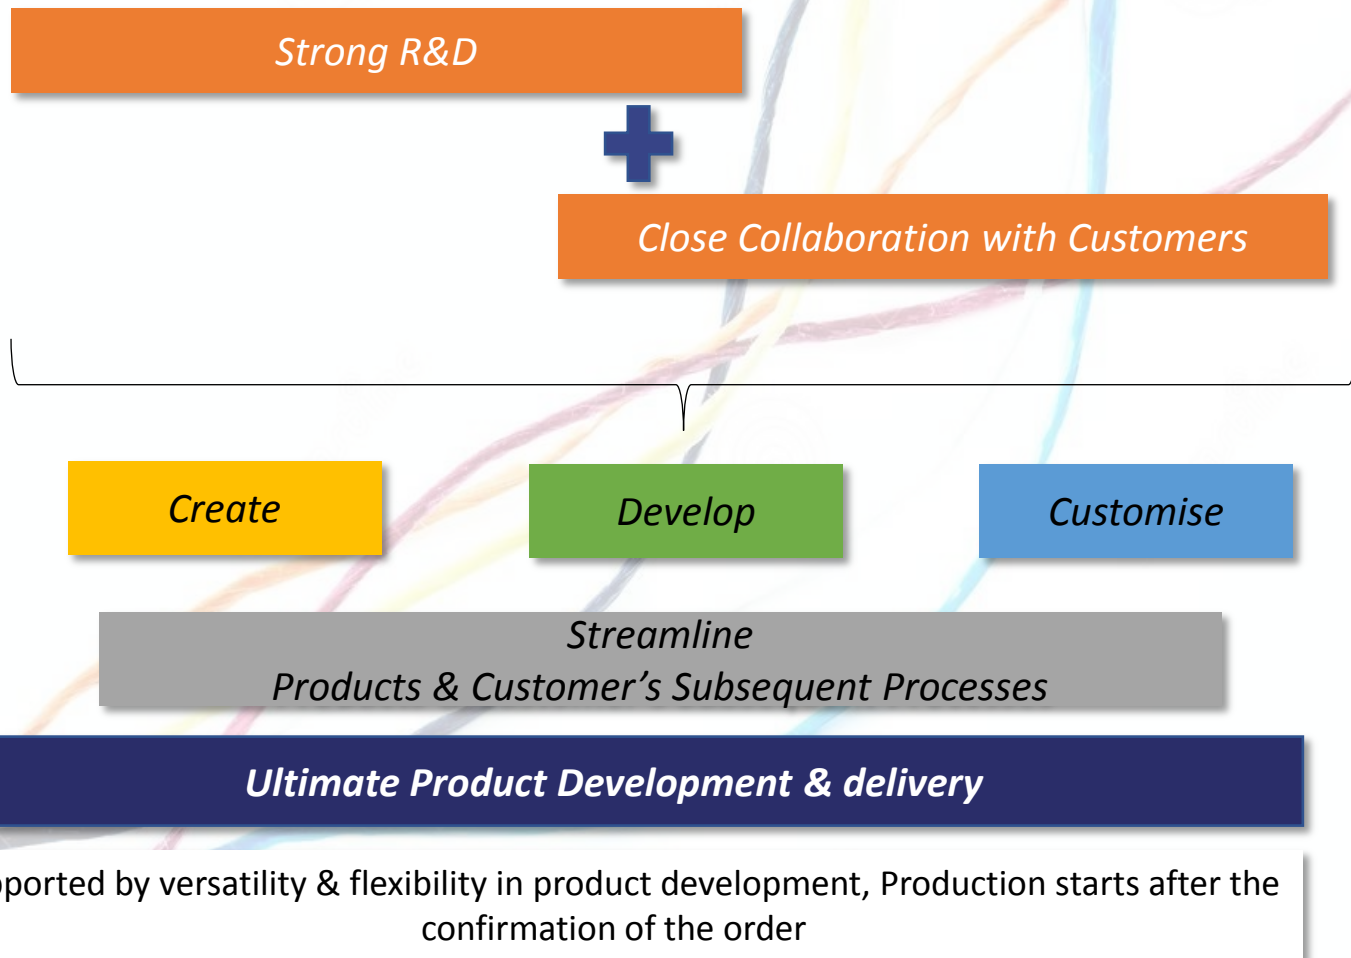 Strong R&D
Close Collaboration with Customers
Create
Develop
Customise
Streamline
Products & Customer’s Subsequent Processes
Ultimate Product Development & delivery
by versatility & flexibility in product development, Production starts after the
confirmation of the order